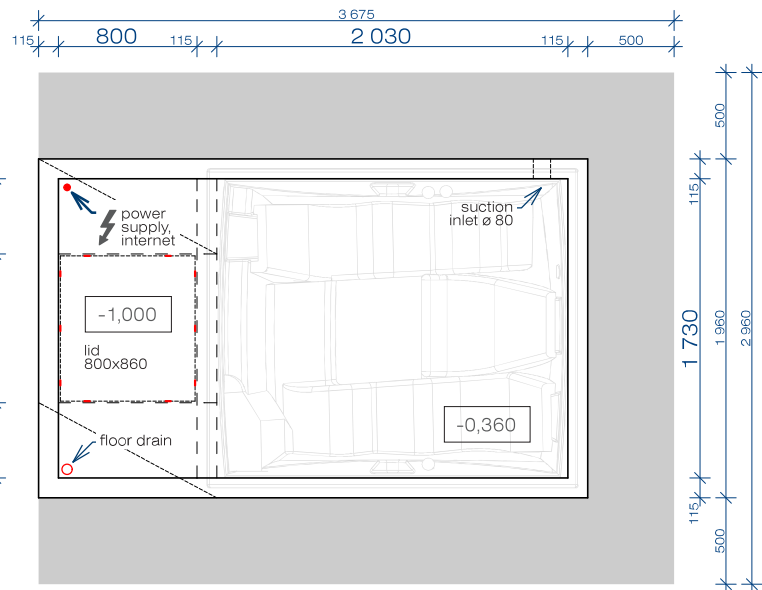 3 675
115
800
115
2 030
115
500
500
115
power
supply,
internet
suction
inlet ø 80
-1,000
lid
800x860
1 730
1 960
2 960
-0,360
floor drain
115
500